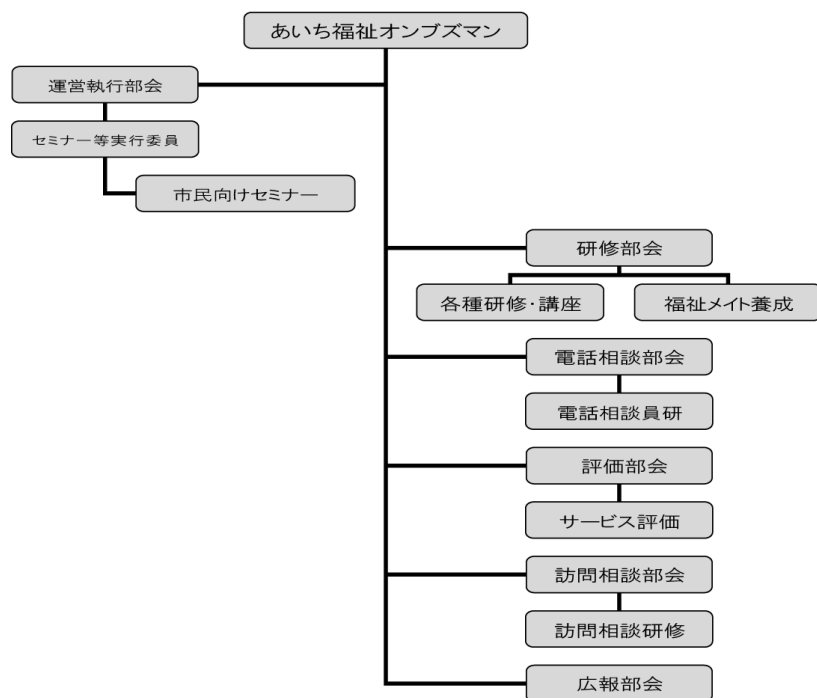 あいち福祉オンブズマン
運営執行部会
セミナー等実行委員
市民向けセミナー
研修部会
各種研修・講座
福祉メイト養成
電話相談部会
電話相談員研
評価部会
サービス評価
訪問相談部会
訪問相談研修
広報部会